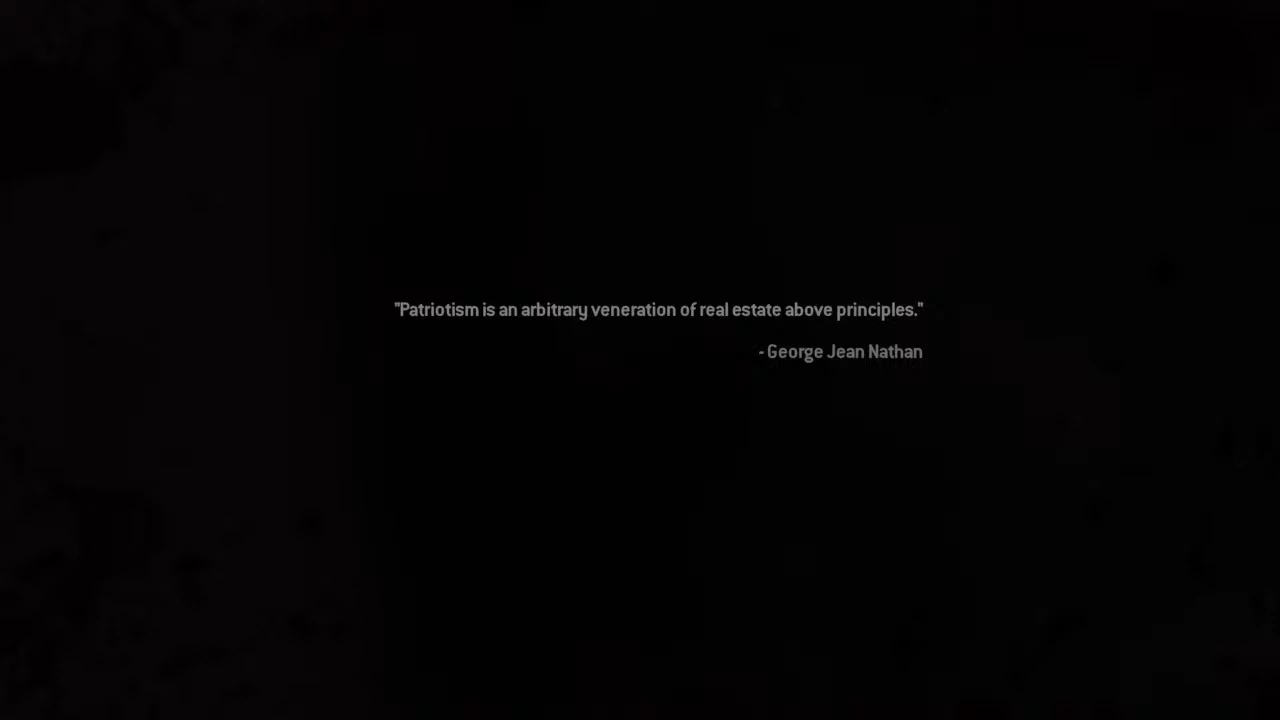 "Patriotism is an arbitrary veneration of real estate above principles."
- George Jean Nathan